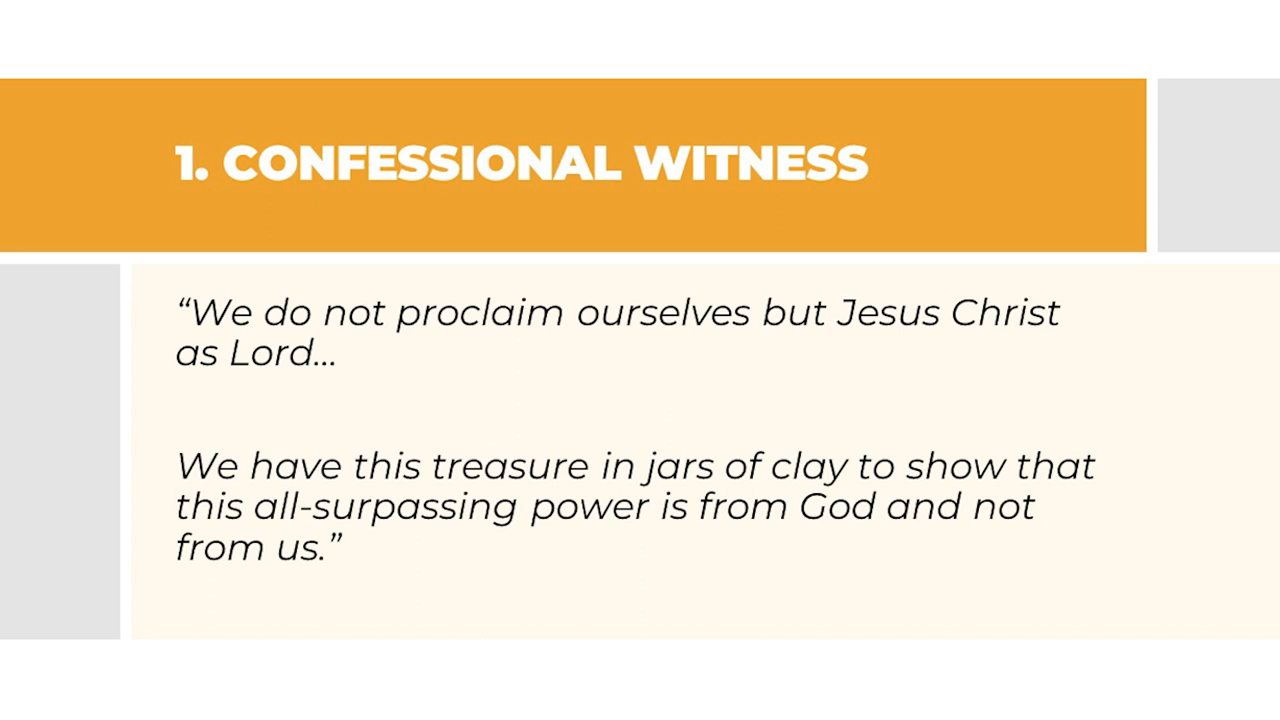 1. CONFESSIONAL WITNESS
“We do not proclaim ourselves but Jesus Christ
as Lord...
We have this treasure in jars of clay to show that
this all-surpassing power is from God and not
from us.”